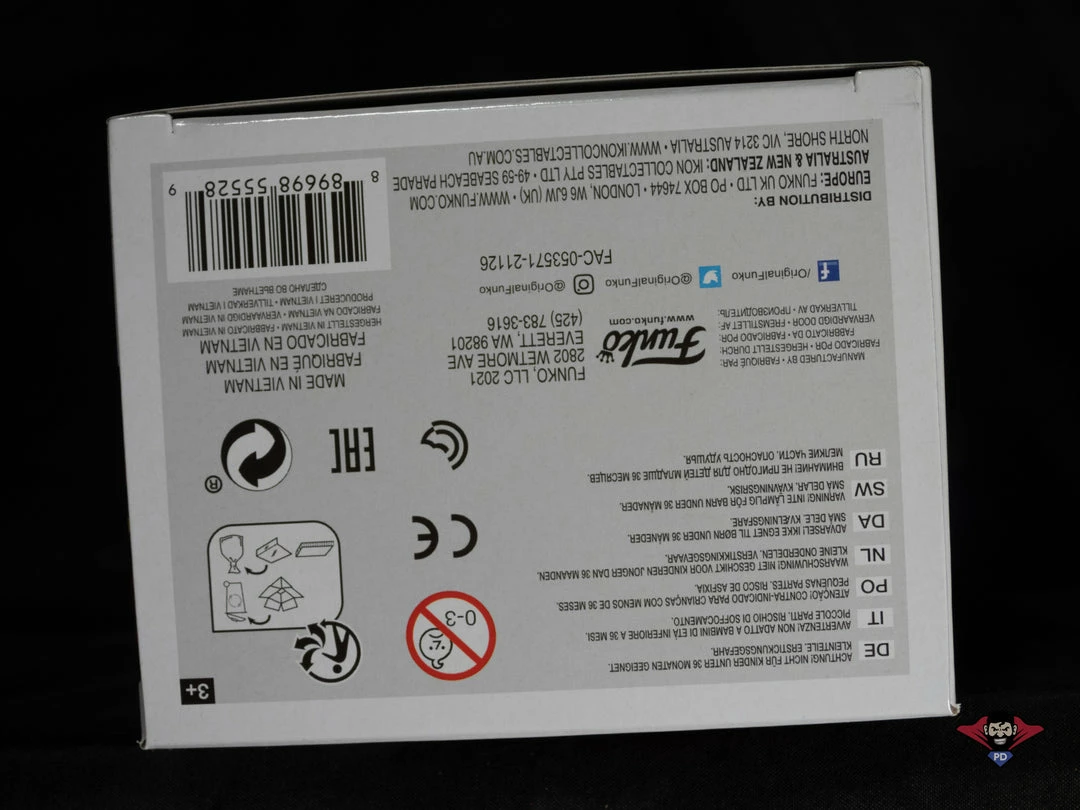 3+
DE
ACHTUNG! NICHT FÜR KINDER UNTER 36 MONATEN GEEIGNET.
KLEINTEILE. ERSTICKUNGSGEFAHR.
IT
AVVERTENZA! NON ADATTO A BAMBINI DI ETÀ INFERIORE A 36 MESI.
PICCOLE PARTI. RISCHIO DI SOFFOCAMENTO.
PO
ATENÇÃO! CONTRA-INDICADO PARA CRIANÇAS COM MENOS DE 36 MESES.
PEQUENAS PARTES. RISCO DE ASFIXIA.
NL
WAARSCHUWING! NIET GESCHIKT VOOR KINDEREN JONGER DAN 36 MAANDEN.
KLEINE ONDERDELEN. VERSTIKKINGSGEVAAR.
DA
ADVARSEL! IKKE EGNET TIL BØRN UNDER 36 MÅNEDER.
SMÅ DELE. KVÆLNINGSFARE.
SW
VARNING! INTE LÄMPLIG FÖR BARN UNDER 36 MÅNADER.
SMÅ DELAR. KVÄVNINGSRISK.
RU
ВНИМАНИЕ! НЕ ПРИГОДНО ДЛЯ ДЕТЕЙ МЛАДШЕ 36 МЕСЯЦЕВ.
МЕЛКИЕ ЧАСТИ. ОПАСНОСТЬ УДУШЬЯ.
0-3
CE
EAC
®
MANUFACTURED BY • FABRIQUÉ PAR:
FABRICADO POR • HERGESTELLT DURCH:
FABBRICATO DA • FABRICADO POR:
VERVAARDIGD DOOR • FREMSTILLET AF:
TILLVERKAD AV • ПРОИЗВОДИТЕЛЬ:
Funko
www.funko.com
FUNKO, LLC 2021
2802 WETMORE AVE
EVERETT, WA 98201
(425) 783-3616
/OriginalFunko
@OriginalFunko
@OriginalFunko
FAC-053571-21126
MADE IN VIETNAM
FABRIQUÉ EN VIETNAM
FABRICADO EN VIETNAM
HERGESTELLT IN VIETNAM • FABBRICATO IN VIETNAM
FABRICADO NA VIETNAM • VERVAARDIGD IN VIETNAM
PRODUCERET I VIETNAM • TILLVERKAD I VIETNAM
СДЕЛАНО ВО ВЬЕТНАМЕ
8 89698 55528 9
DISTRIBUTION BY:
EUROPE: FUNKO UK LTD • PO BOX 74644 • LONDON, W6 6JW (UK) • WWW.FUNKO.COM
AUSTRALIA & NEW ZEALAND: IKON COLLECTABLES PTY LTD • 49-59 SEABEACH PARADE
NORTH SHORE, VIC 3214 AUSTRALIA • WWW.IKONCOLLECTABLES.COM.AU
PD